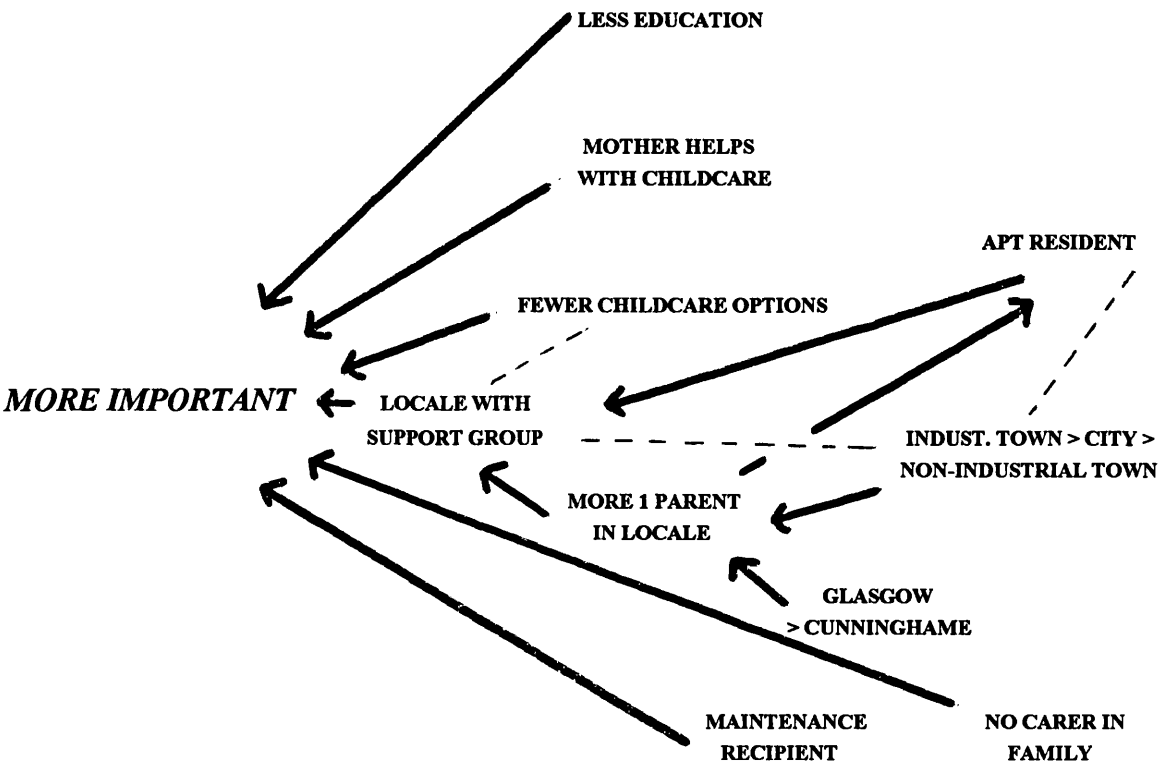 LESS EDUCATION
MOTHER HELPS
WITH CHILDCARE
APT RESIDENT
FEWER CHILDCARE OPTIONS
MORE IMPORTANT
LOCALE WITH
SUPPORT GROUP
INDUST. TOWN > CITY >
NON-INDUSTRIAL TOWN
MORE 1 PARENT
IN LOCALE
GLASGOW
> CUNNINGHAME
MAINTENANCE
RECIPIENT
NO CARER IN
FAMILY